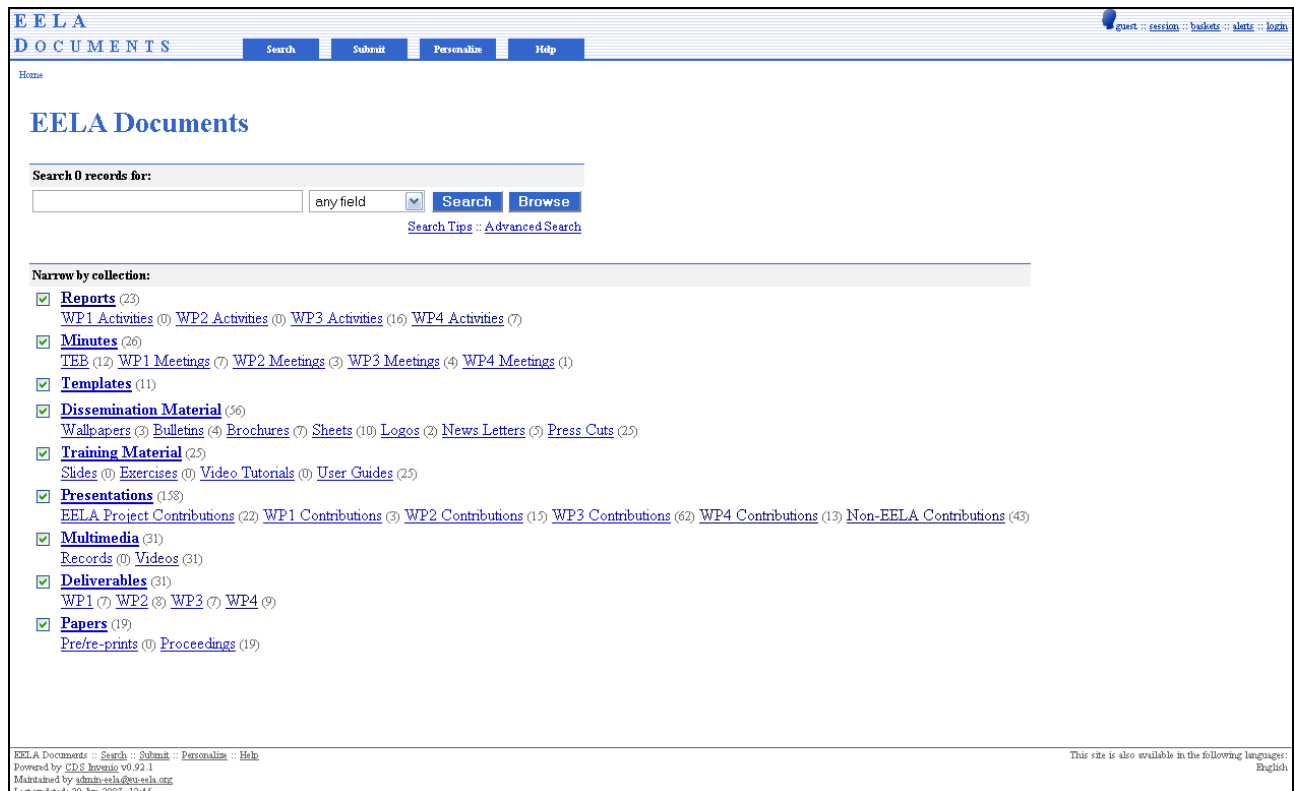 EELA
DOCUMENTS
guest :: session :: baskets :: alerts :: login
Search Submit Personalize Help
Home
EELA Documents
Search 0 records for:
any field Search Browse
Search Tips :: Advanced Search
Narrow by collection:
Reports (23)
WP1 Activities (0) WP2 Activities (0) WP3 Activities (16) WP4 Activities (7)
Minutes (26)
TEB (12) WP1 Meetings (7) WP2 Meetings (3) WP3 Meetings (4) WP4 Meetings (1)
Templates (11)
Dissemination Material (56)
Wallpapers (3) Bulletins (4) Brochures (7) Sheets (10) Logos (2) News Letters (5) Press Cuts (25)
Training Material (25)
Slides (0) Exercises (0) Video Tutorials (0) User Guides (25)
Presentations (158)
EELA Project Contributions (22) WP1 Contributions (3) WP2 Contributions (15) WP3 Contributions (62) WP4 Contributions (13) Non-EELA Contributions (43)
Multimedia (31)
Records (0) Videos (31)
Deliverables (31)
WP1 (7) WP2 (8) WP3 (7) WP4 (9)
Papers (19)
Pre/re-prints (0) Proceedings (19)
EELA Documents :: Search :: Submit :: Personalize :: Help
Powered by CDS Invenio v0.92.1
Maintained by admin-eela@eu-eela.org
This site is also available in the following languages:
English